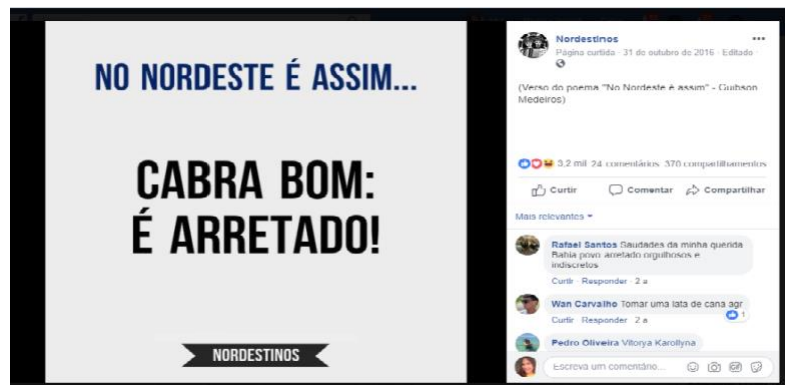 NO NORDESTE É ASSIM...
CABRA BOM:
É ARRETADO!
NORDESTINOS
Nordestinos
Página curtida · 31 de outubro de 2016 · Editado ·
(Verso do poema "No Nordeste é assim" - Guibson
Medeiros)
3,2 mil 24 comentários 370 compartilhamentos
Curtir Comentar Compartilhar
Mais relevantes
Rafael Santos Saudades da minha querida
Bahia povo arretado orgulhosos e
indiscretos
Curtir · Responder · 2 a
Wan Carvalho Tomar uma lata de cana agr
1
Curtir · Responder · 2 a
Pedro Oliveira Vitorya Karollyna
Escreva um comentário...
GIF